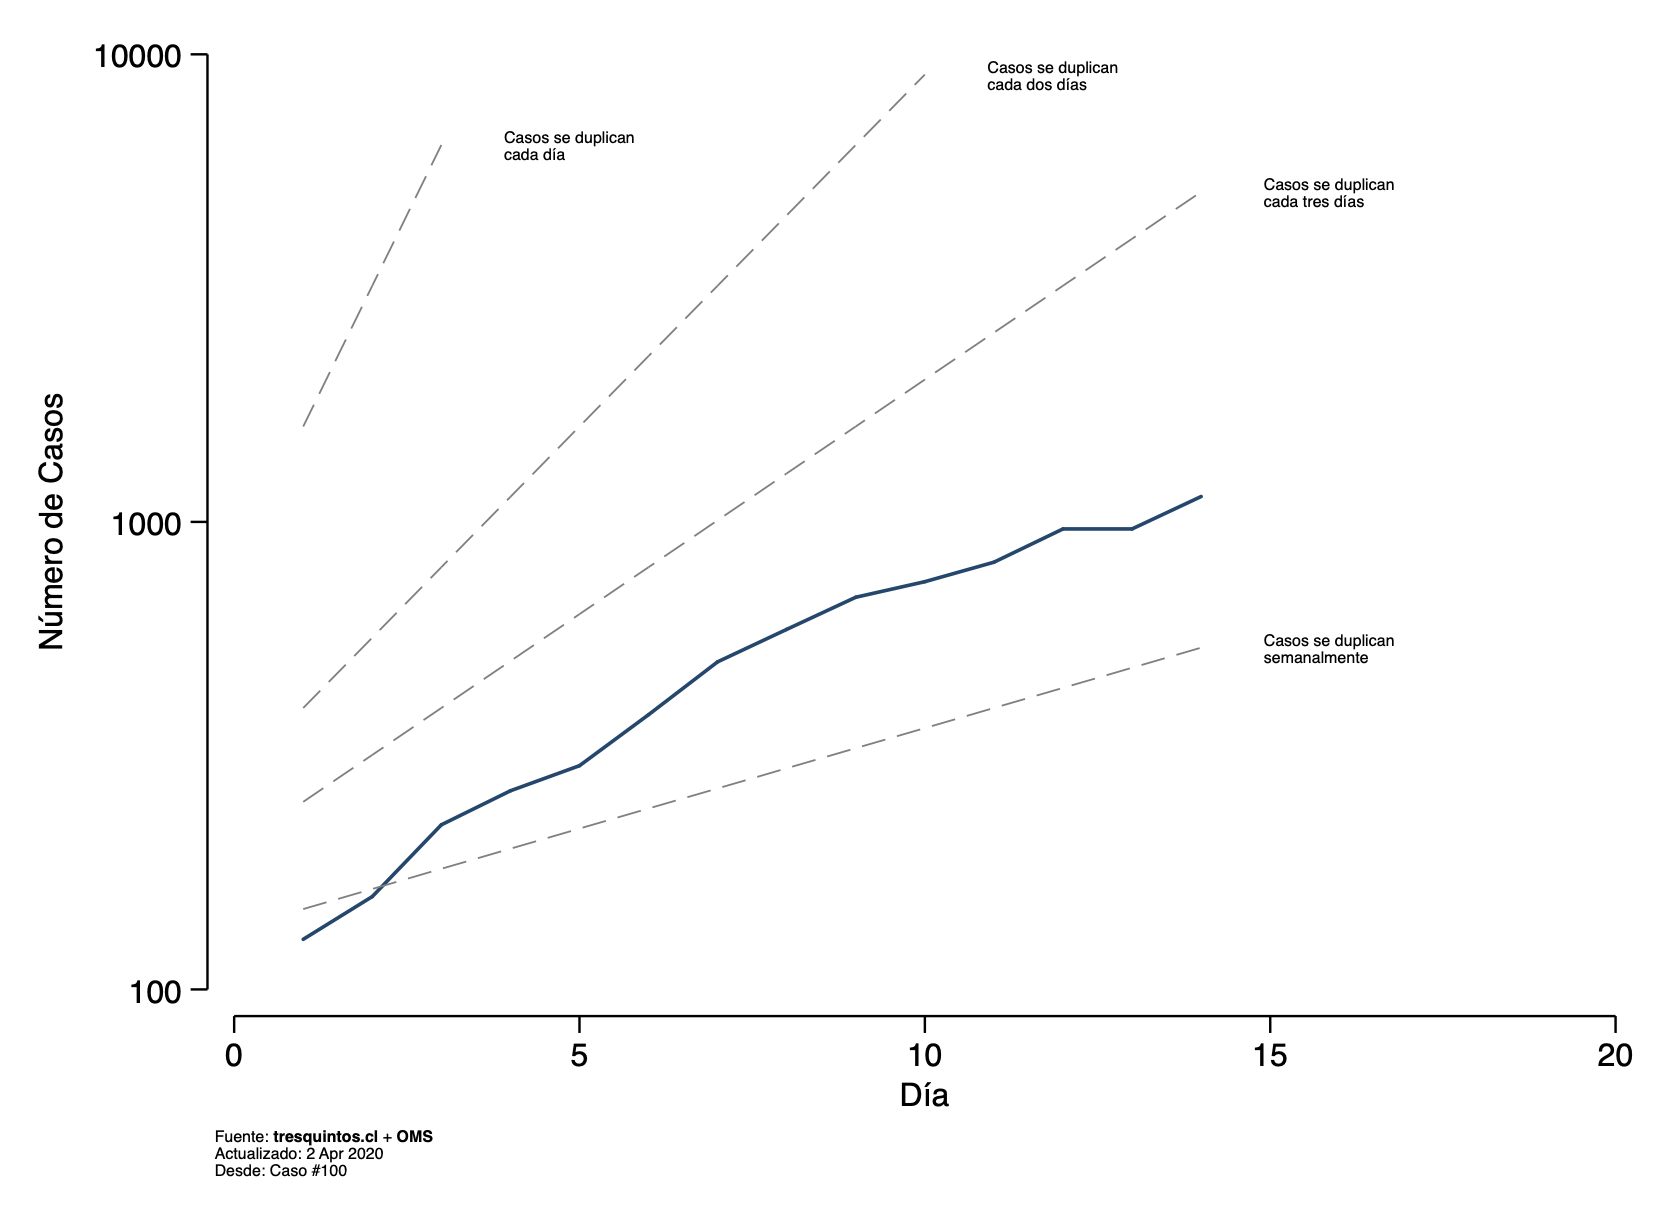 10000
1000
100
Número de Casos
Casos se duplican
cada día
Casos se duplican
cada dos días
Casos se duplican
cada tres días
Casos se duplican
semanalmente
0 5 10 15 20
Día
Fuente: tresquintos.cl + OMS
Actualizado: 2 Apr 2020
Desde: Caso #100